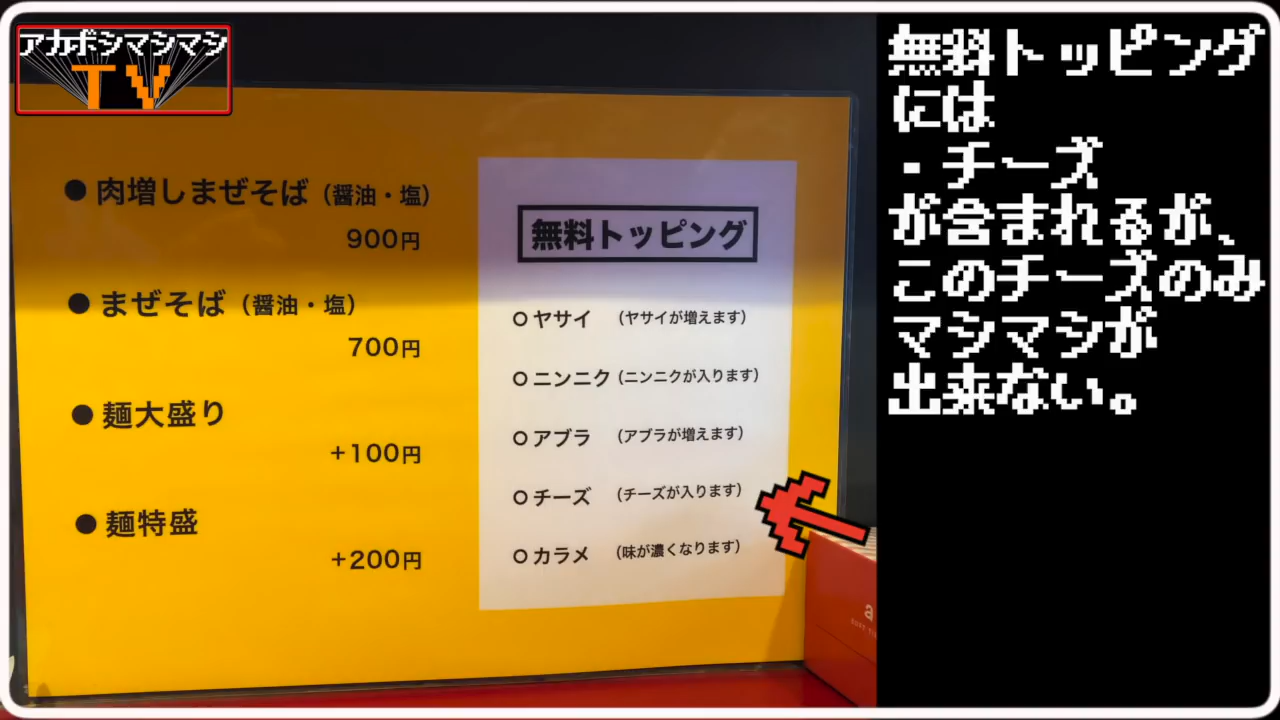 アカボシマシマシ
TV
● 肉増しまぜそば（醤油・塩）
900円
● まぜそば（醤油・塩）
700円
● 麺大盛り
+100円
● 麺特盛
+200円
無料トッピング
○ ヤサイ （ヤサイが増えます）
○ ニンニク （ニンニクが入ります）
○ アブラ （アブラが増えます）
○ チーズ （チーズが入ります）
○ カラメ （味が濃くなります）
無料トッピング
には
・チーズ
が含まれるが、
このチーズのみ
マシマシが
出来ない。